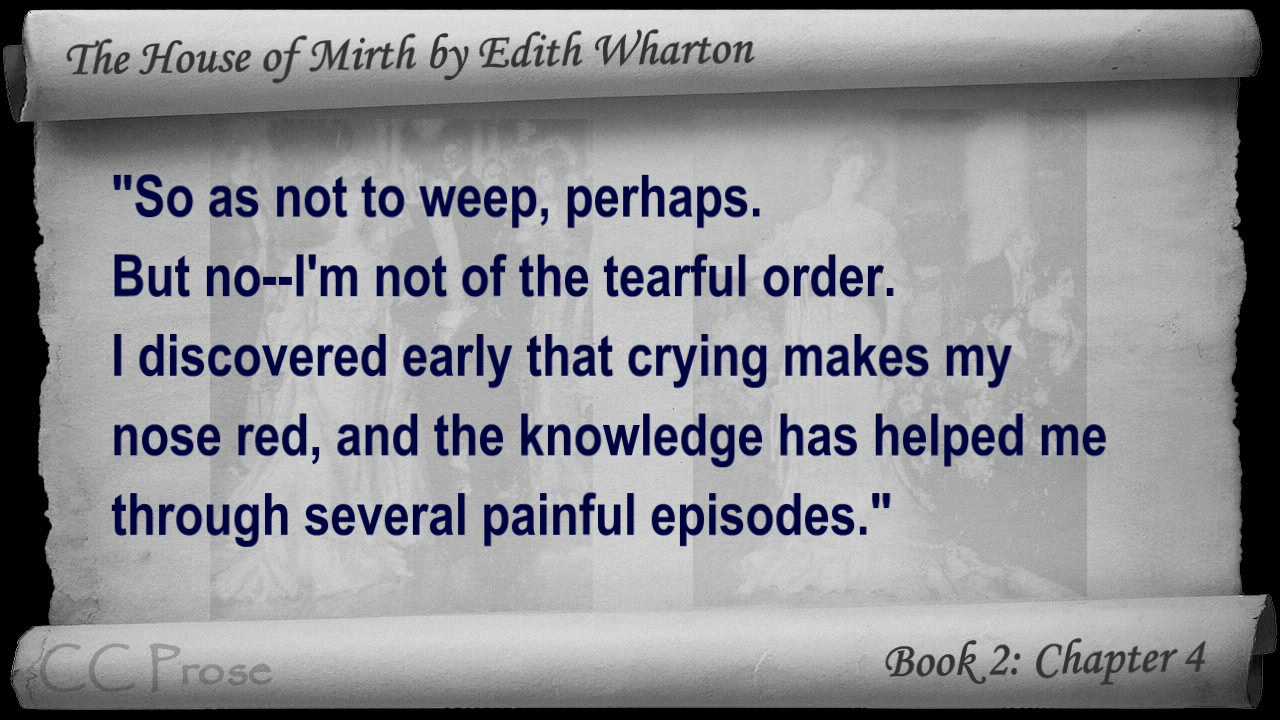 The House of Mirth by Edith Wharton
"So as not to weep, perhaps.
But no--I'm not of the tearful order.
I discovered early that crying makes my
nose red, and the knowledge has helped me
through several painful episodes."
CC Prose
Book 2: Chapter 4